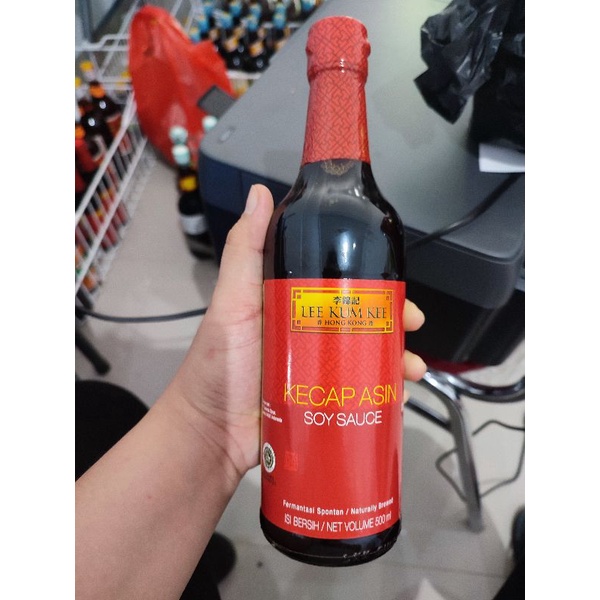 李錦記
LEE KUM KEE
香 HONG KONG 港
KECAP ASIN
SOY SAUCE
Fermantasi Spontan / Naturally Brewed
ISI BERSIH / NET VOLUME 500 ml